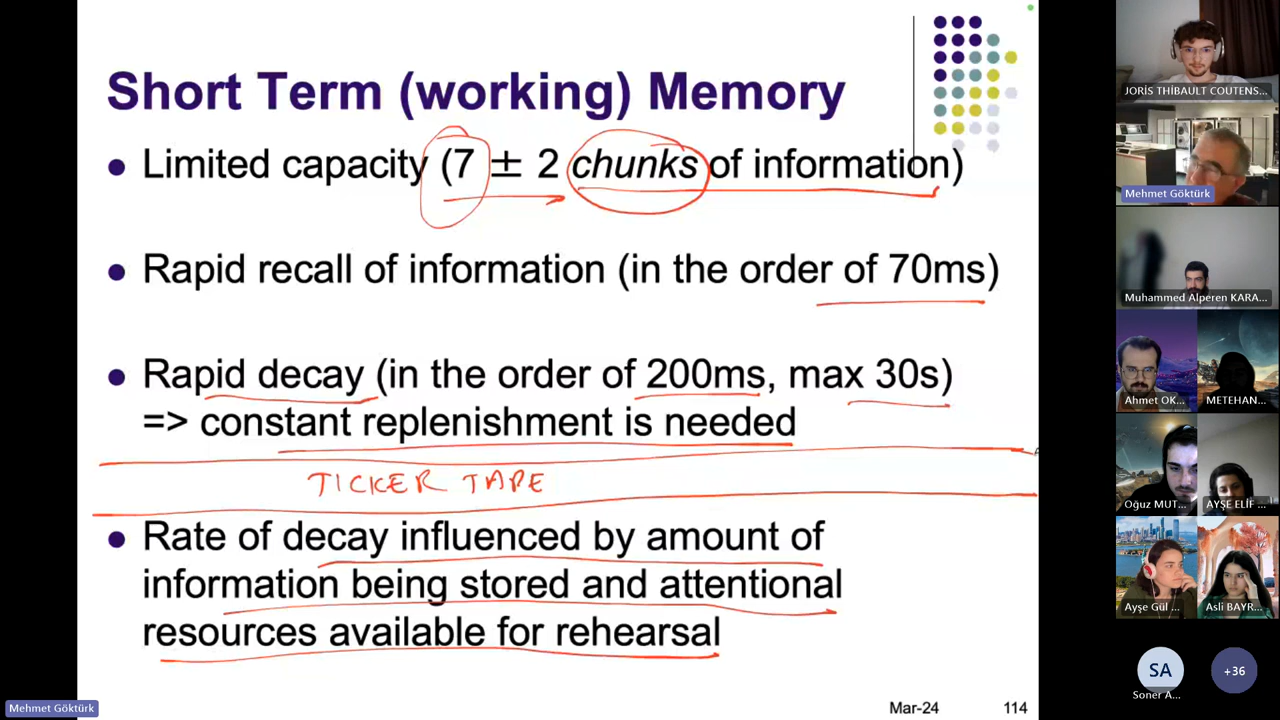 Short Term (working) Memory
Limited capacity (7 ± 2 chunks of information)
Rapid recall of information (in the order of 70ms)
Rapid decay (in the order of 200ms, max 30s)
=> constant replenishment is needed
TICKER TAPE
Rate of decay influenced by amount of
information being stored and attentional
resources available for rehearsal
Mar-24
114
Mehmet Göktürk
JORİS THİBAULT COUTENS...
Mehmet Göktürk
Muhammed Alperen KARA...
Ahmet OK...
METEHAN...
Oğuz MUT...
AYŞE ELİF ...
Ayşe Gül ...
Asli BAYR...
SA
Soner A...
+36